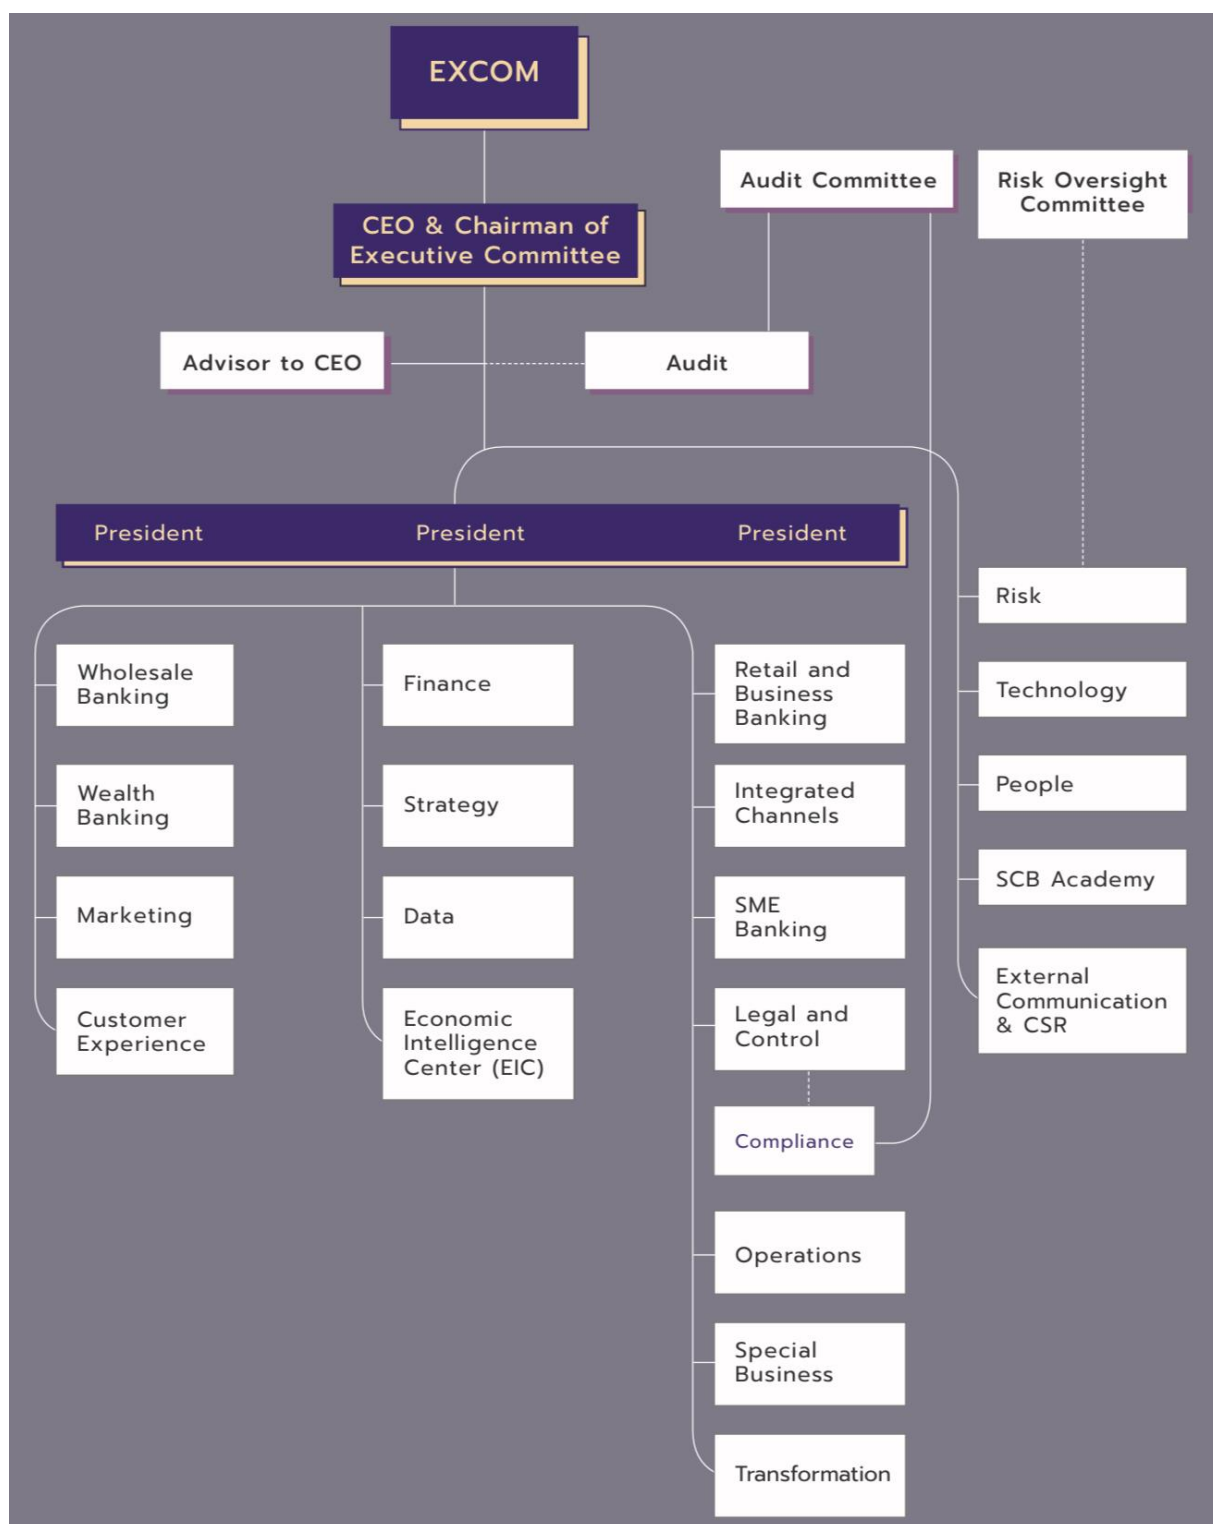 EXCOM
Audit Committee
Risk Oversight
Committee
CEO & Chairman of
Executive Committee
Advisor to CEO
Audit
President
President
President
Wholesale
Banking
Wealth
Banking
Marketing
Customer
Experience
Finance
Strategy
Data
Economic
Intelligence
Center (EIC)
Retail and
Business
Banking
Integrated
Channels
SME
Banking
Legal and
Control
Compliance
Operations
Special
Business
Transformation
Risk
Technology
People
SCB Academy
External
Communication
& CSR